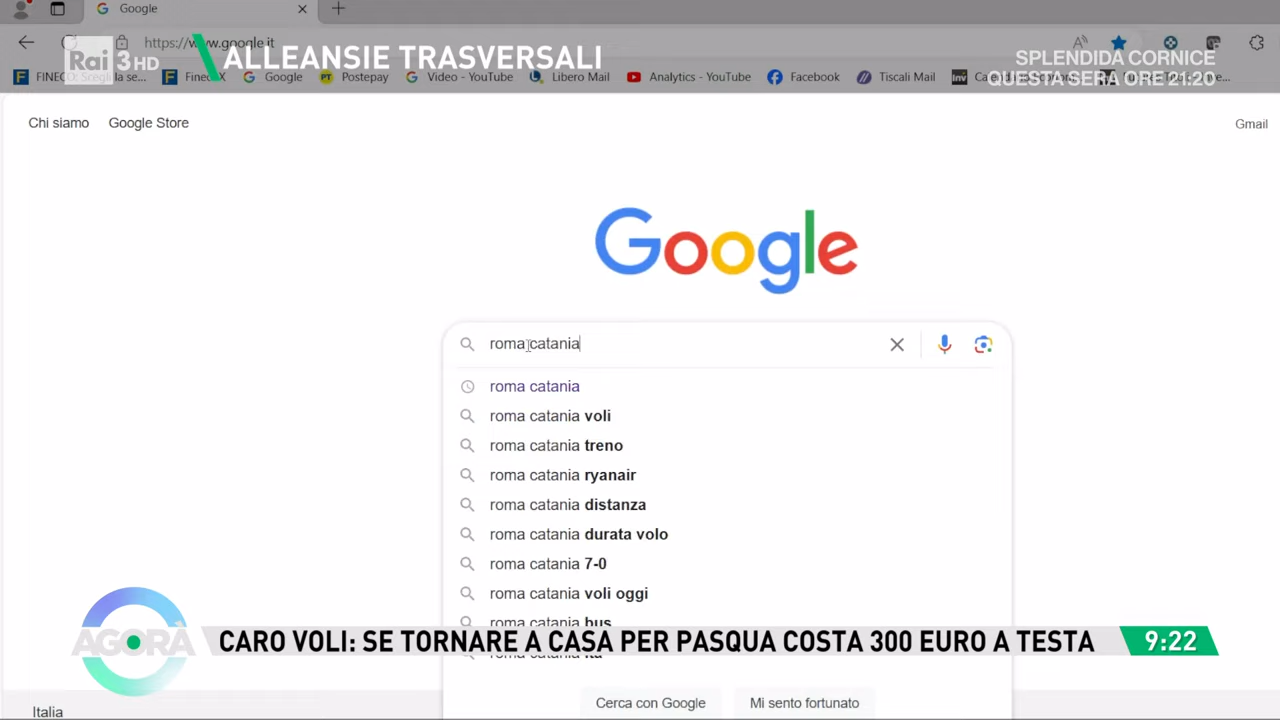 Google
https://www.google.it
Rai 3HD
ALLEANSIE TRASVERSALI
SPLENDIDA CORNICE
QUESTA SERA ORE 21:20
Google
Postepay
Video - YouTube
Libero Mail
Analytics - YouTube
Facebook
Tiscali Mail
Chi siamo
Google Store
Gmail
Google
roma catania
roma catania
roma catania voli
roma catania treno
roma catania ryanair
roma catania distanza
roma catania durata volo
roma catania 7-0
roma catania voli oggi
roma catania bus
AGORÀ
CARO VOLI: SE TORNARE A CASA PER PASQUA COSTA 300 EURO A TESTA
9:22
Cerca con Google
Mi sento fortunato
Italia